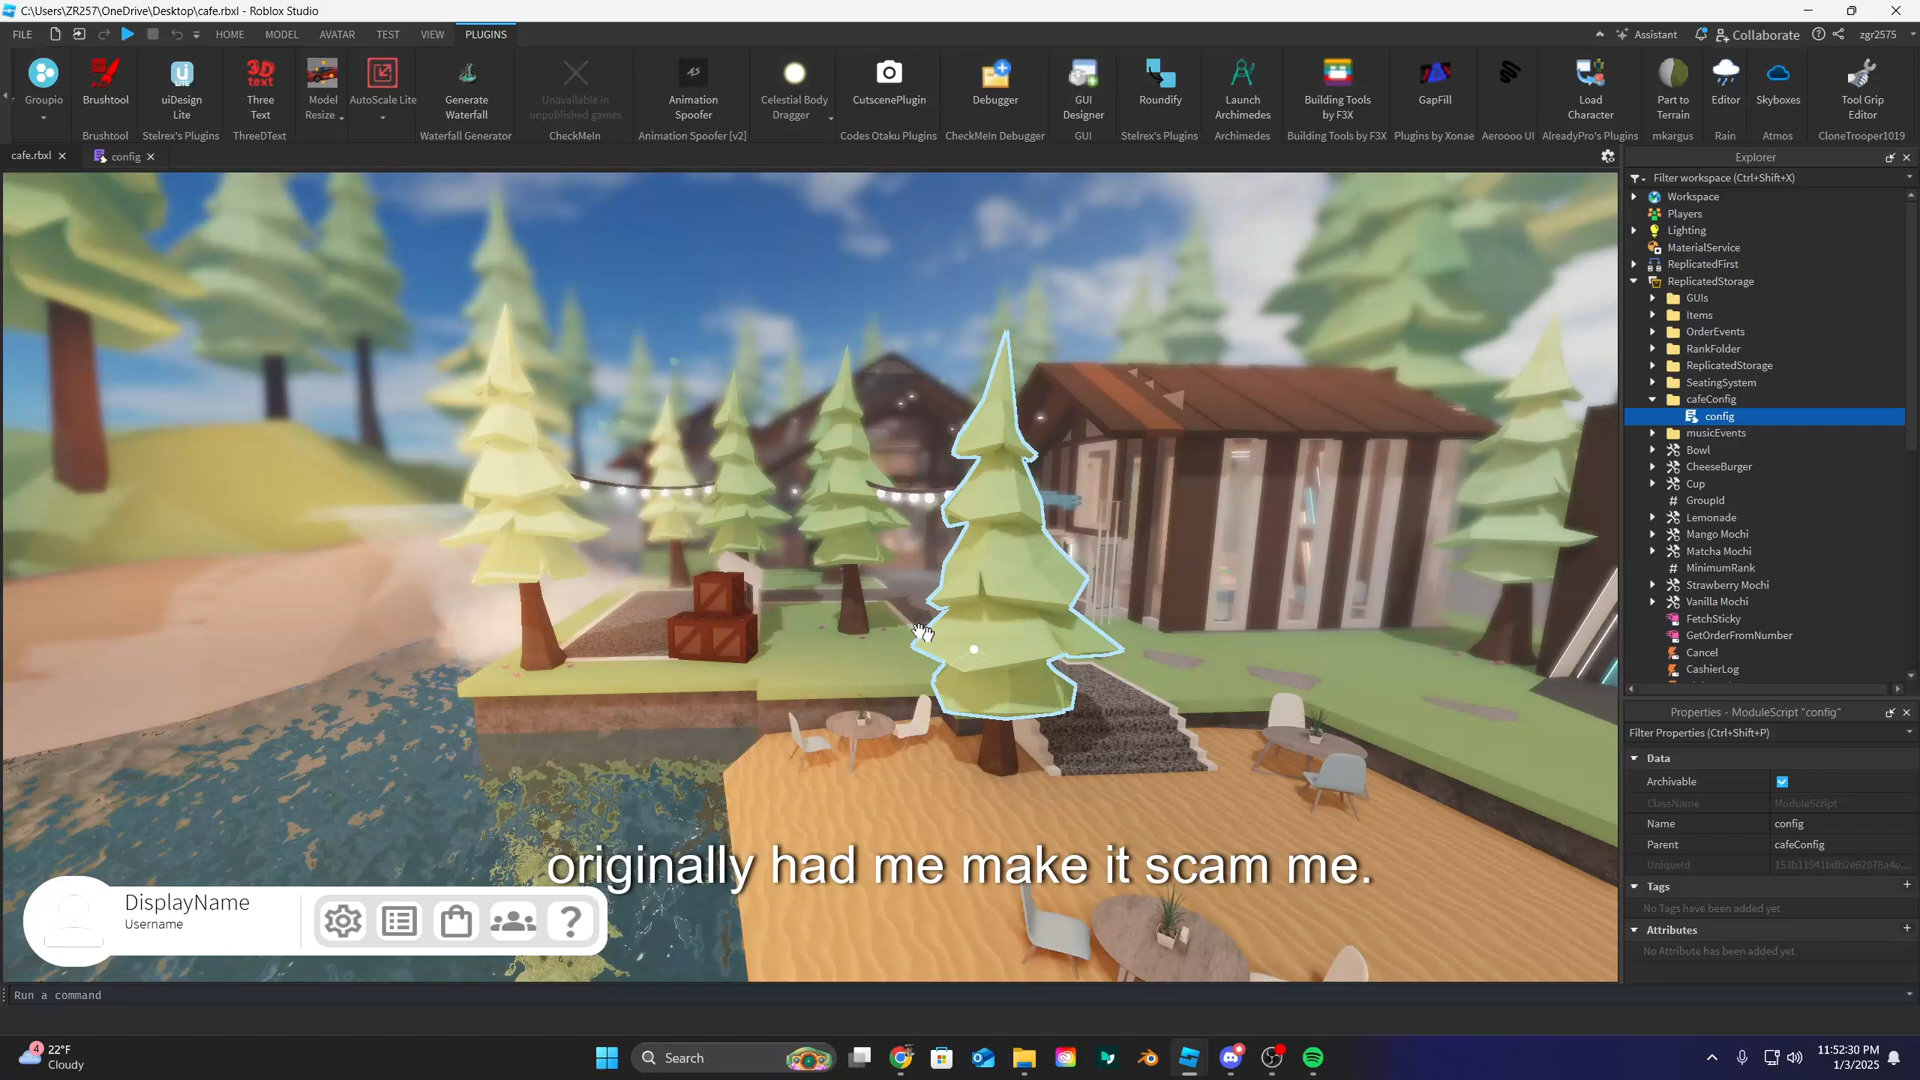 C:\Users\ZR257\OneDrive\Desktop\cafe.rbxl - Roblox Studio
FILE
HOME
MODEL
AVATAR
TEST
VIEW
PLUGINS
Assistant
Collaborate
zgr2575
Groupio
Brushtool
Brushtool
uiDesign
Lite
Stelrex's Plugins
Three
Text
ThreeDText
Model
Resize
AutoScale Lite
Generate
Waterfall
Waterfall Generator
Unavailable in
unpublished games
CheckMeIn
Animation
Spoofer
Animation Spoofer [v2]
Celestial Body
Dragger
CutscenePlugin
Codes Otaku Plugins
Debugger
CheckMeIn Debugger
GUI
Designer
GUI
Roundify
Stelrex's Plugins
Launch
Archimedes
Archimedes
Building Tools
by F3X
Building Tools by F3X
GapFill
Plugins by Xonae
Aeroooo UI
Load
Character
AlreadyPro's Plugins
Part to
Terrain
mkargus
Editor
Rain
Skyboxes
Atmos
Tool Grip
Editor
CloneTrooper1019
cafe.rbxl
config
Explorer
Filter workspace (Ctrl+Shift+X)
Workspace
Players
Lighting
MaterialService
ReplicatedFirst
ReplicatedStorage
GUIs
Items
OrderEvents
RankFolder
ReplicatedStorage
SeatingSystem
cafeConfig
config
musicEvents
Bowl
CheeseBurger
Cup
GroupId
Lemonade
Mango Mochi
Matcha Mochi
MinimumRank
Strawberry Mochi
Vanilla Mochi
FetchSticky
GetOrderFromNumber
Cancel
CashierLog
Properties - ModuleScript "config"
Filter Properties (Ctrl+Shift+P)
Data
Archivable
ClassName ModuleScript
Name config
Parent cafeConfig
UniqueId 153b11941bdb2e62078a4e...
Tags
No Tags have been added yet
Attributes
No Attribute has been added yet
originally had me make it scam me.
DisplayName
Username
?
Run a command
4
22°F
Cloudy
Search
11:52:30 PM
1/3/2025